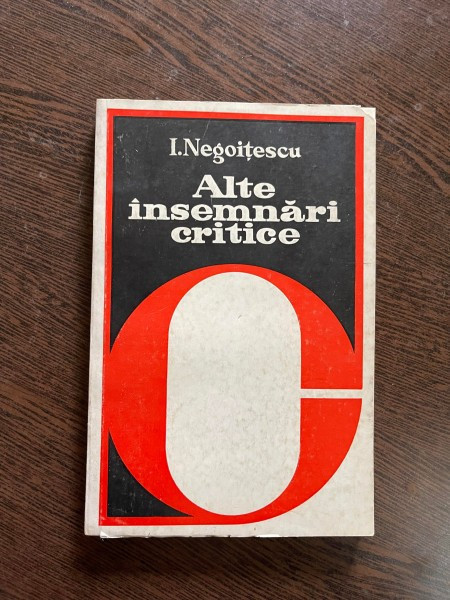 I.Negoițescu
Alte
însemnări
critice